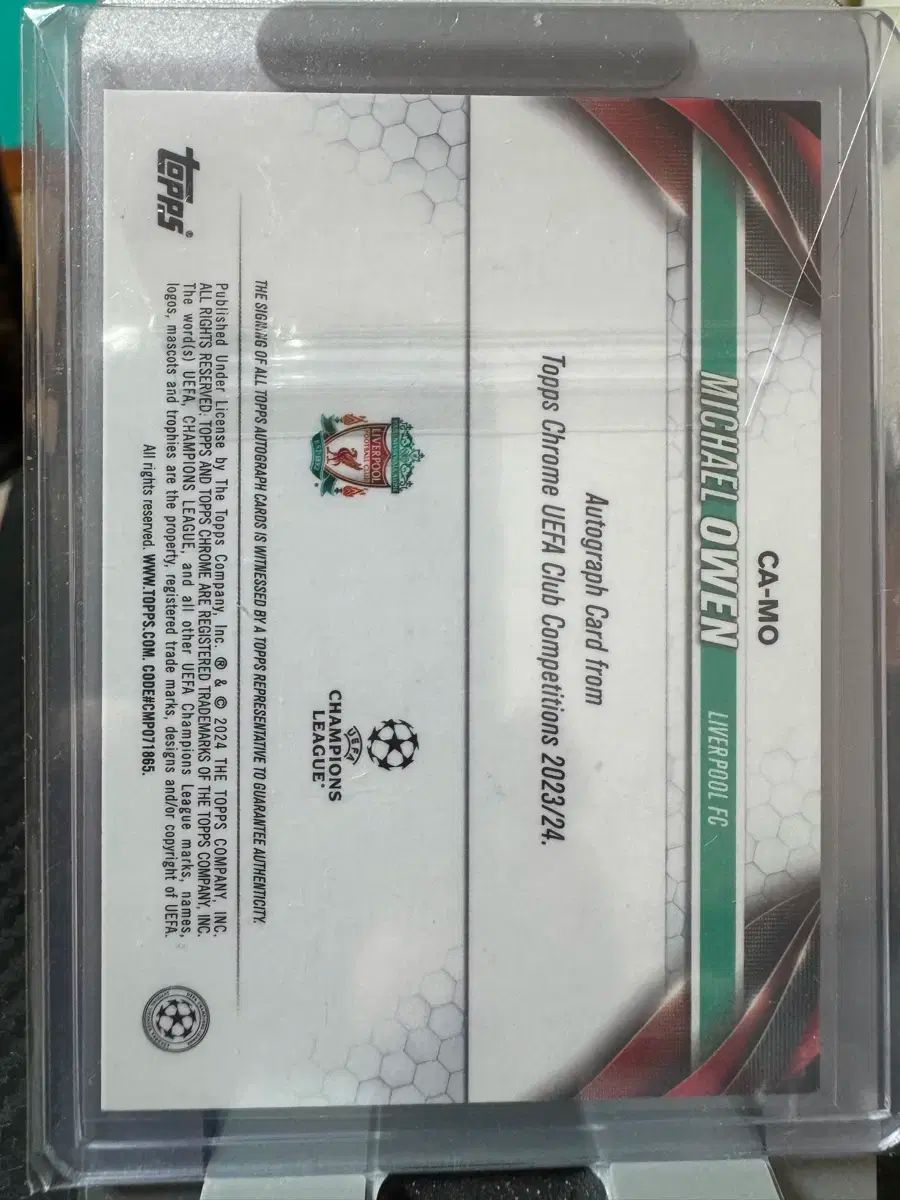 CA-MO
MICHAEL OWEN LIVERPOOL FC
Autograph Card from
Topps Chrome UEFA Club Competitions 2023/24.
LIVERPOOL
FOOTBALL CLUB
UEFA
CHAMPIONS
LEAGUE®
THE SIGNING OF ALL TOPPS AUTOGRAPH CARDS IS WITNESSED BY A TOPPS REPRESENTATIVE TO GUARANTEE AUTHENTICITY.
topps®
Published Under License by The Topps Company, Inc. ® & © 2024 THE TOPPS COMPANY, INC.
ALL RIGHTS RESERVED. TOPPS AND TOPPS CHROME ARE REGISTERED TRADEMARKS OF THE TOPPS COMPANY, INC.
The word(s) UEFA, CHAMPIONS LEAGUE, and all other UEFA Champions League marks, names,
logos, mascots and trophies are the property, registered trade marks, designs and/or copyright of UEFA.
All rights reserved. WWW.TOPPS.COM. CODE#CMP071865.